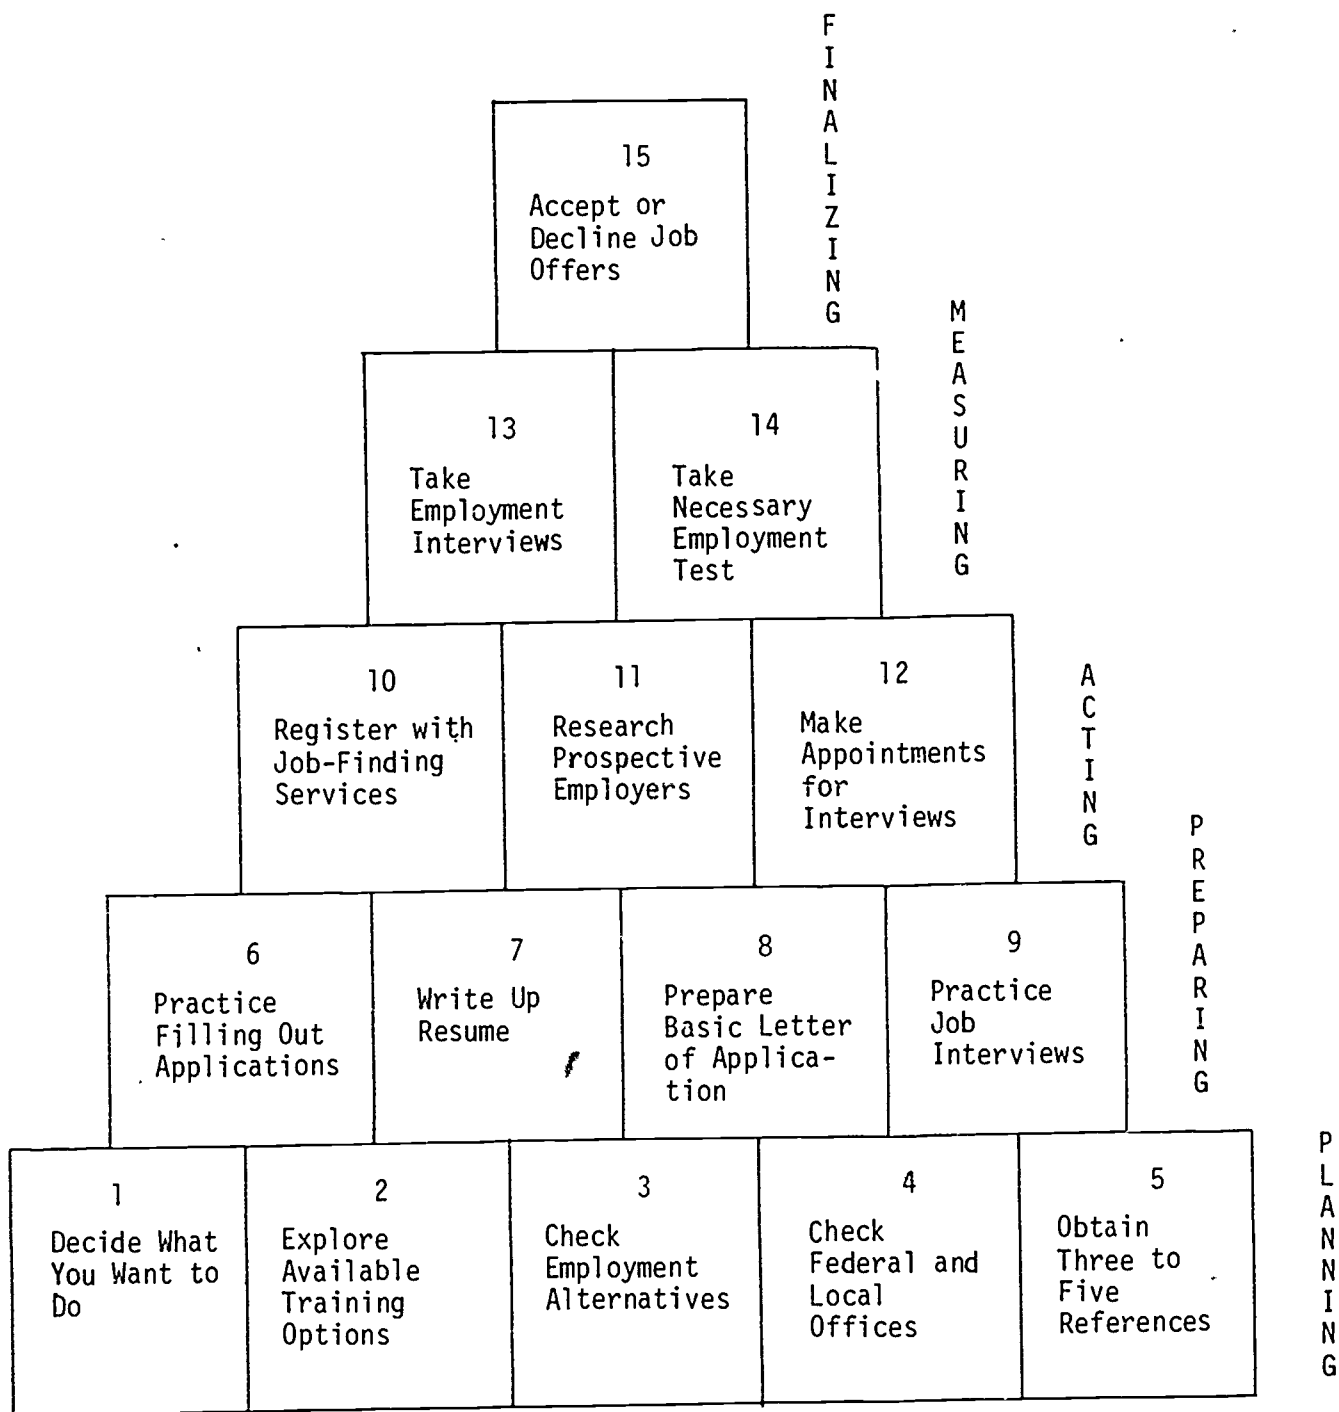 FINALIZING
15
Accept or
Decline Job
Offers
MEASURING
13
Take
Employment
Interviews
14
Take
Necessary
Employment
Test
ACTING
10
Register with
Job-Finding
Services
11
Research
Prospective
Employers
12
Make
Appointments
for
Interviews
PREPARING
6
Practice
Filling Out
Applications
7
Write Up
Resume
8
Prepare
Basic Letter
of Applica-
tion
9
Practice
Job
Interviews
PLANNING
1
Decide What
You Want to
Do
2
Explore
Available
Training
Options
3
Check
Employment
Alternatives
4
Check
Federal and
Local
Offices
5
Obtain
Three to
Five
References